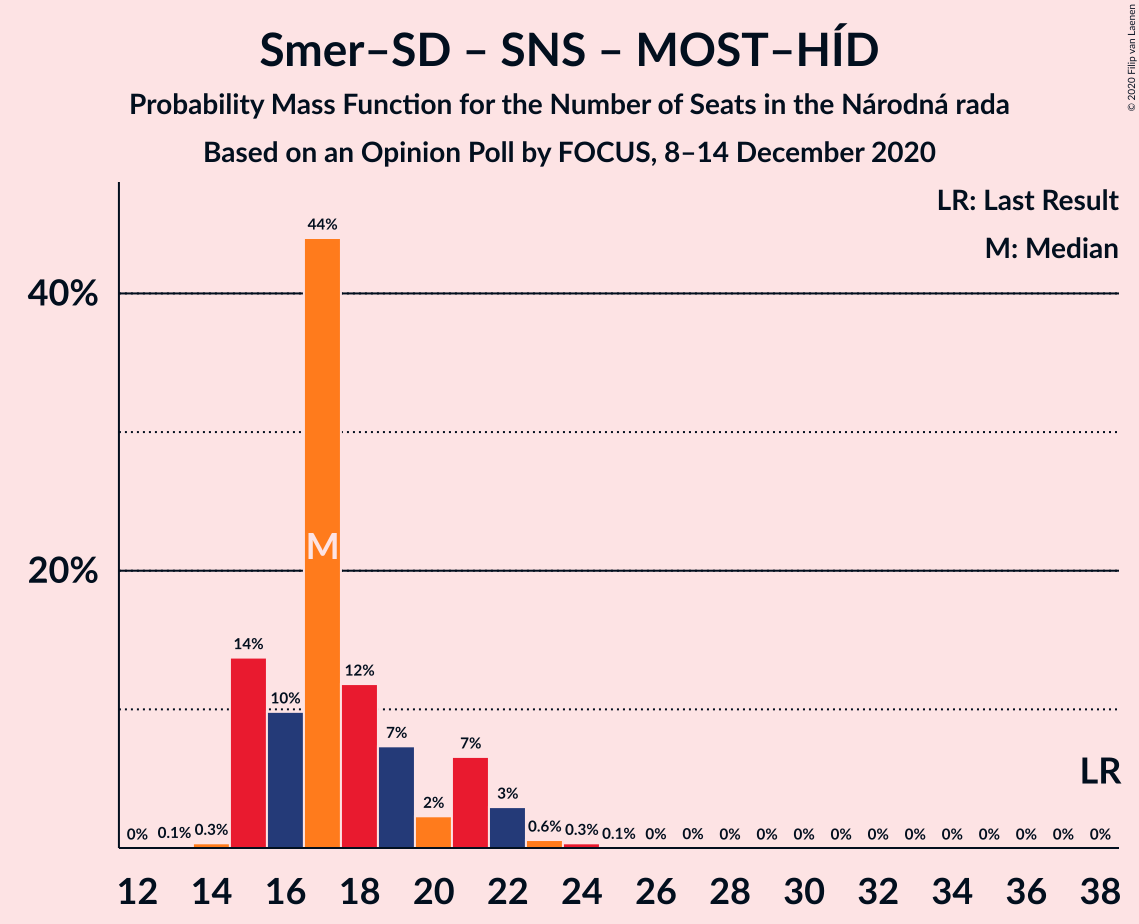 Smer–SD – SNS – MOST–HÍD
Probability Mass Function for the Number of Seats in the Národná rada
Based on an Opinion Poll by FOCUS, 8–14 December 2020
© 2020 Filip van Laenen
LR: Last Result
M: Median
40%
20%
0% 0.1% 0.3% 14% 10% 44% 12% 7% 2% 7% 3% 0.6% 0.3% 0.1% 0% 0% 0% 0% 0% 0% 0% 0% 0% 0% 0% 0% 0%
M
LR
12 14 16 18 20 22 24 26 28 30 32 34 36 38